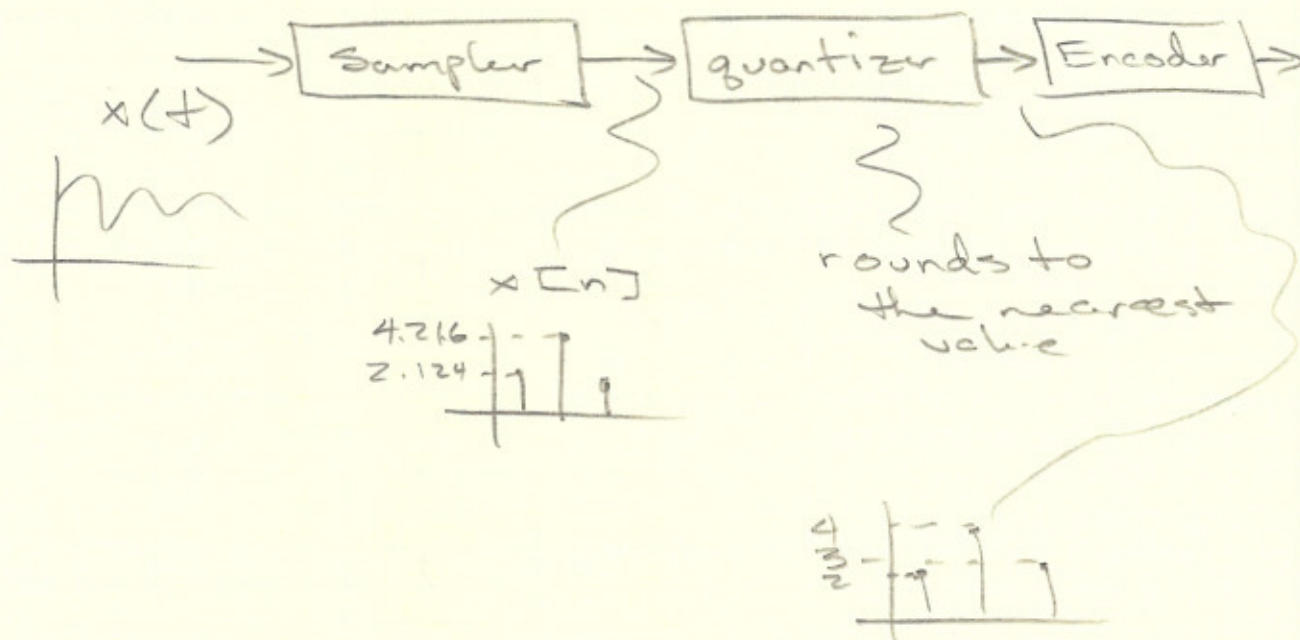 Sampler
quantizer
Encoder
x(t)
x[n]
4.216
2.124
rounds to
the nearest
value
4
3
2